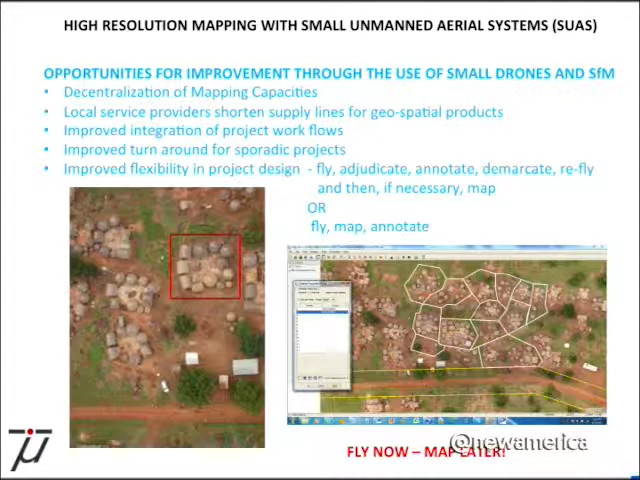 HIGH RESOLUTION MAPPING WITH SMALL UNMANNED AERIAL SYSTEMS (SUAS)
OPPORTUNITIES FOR IMPROVEMENT THROUGH THE USE OF SMALL DRONES AND SfM
• Decentralization of Mapping Capacities
• Local service providers shorten supply lines for geo-spatial products
• Improved integration of project work flows
• Improved turn around for sporadic projects
• Improved flexibility in project design - fly, adjudicate, annotate, demarcate, re-fly
and then, if necessary, map
OR
fly, map, annotate
FLY NOW – MAP LATER!
@newamerica